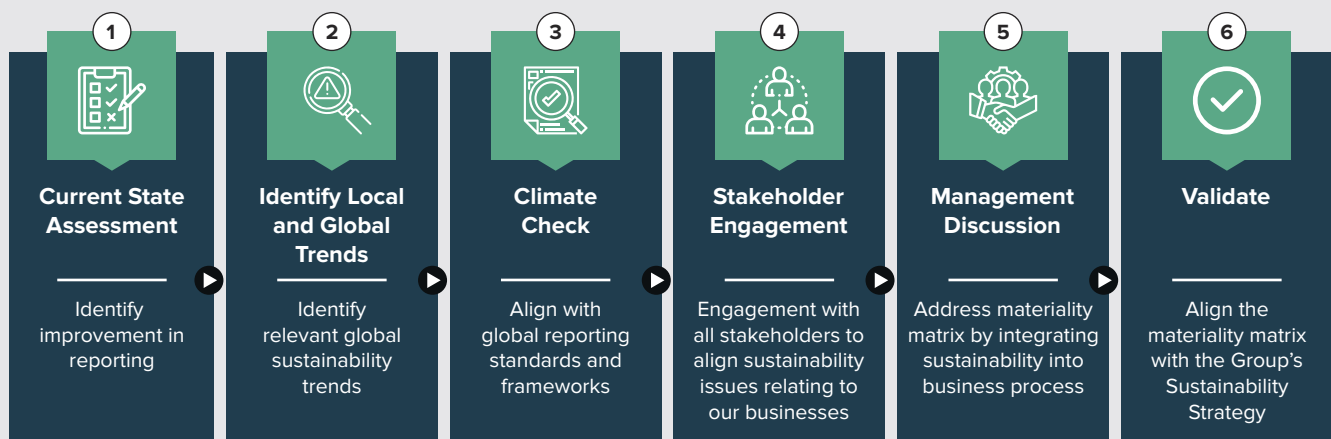 1
Current State
Assessment
Identify
improvement in
reporting
2
Identify Local
and Global
Trends
Identify
relevant global
sustainability
trends
3
Climate
Check
Align with
global reporting
standards and
frameworks
4
Stakeholder
Engagement
Engagement with
all stakeholders to
align sustainability
issues relating to
our businesses
5
Management
Discussion
Address materiality
matrix by integrating
sustainability into
business process
6
Validate
Align the
materiality matrix
with the Group's
Sustainability
Strategy